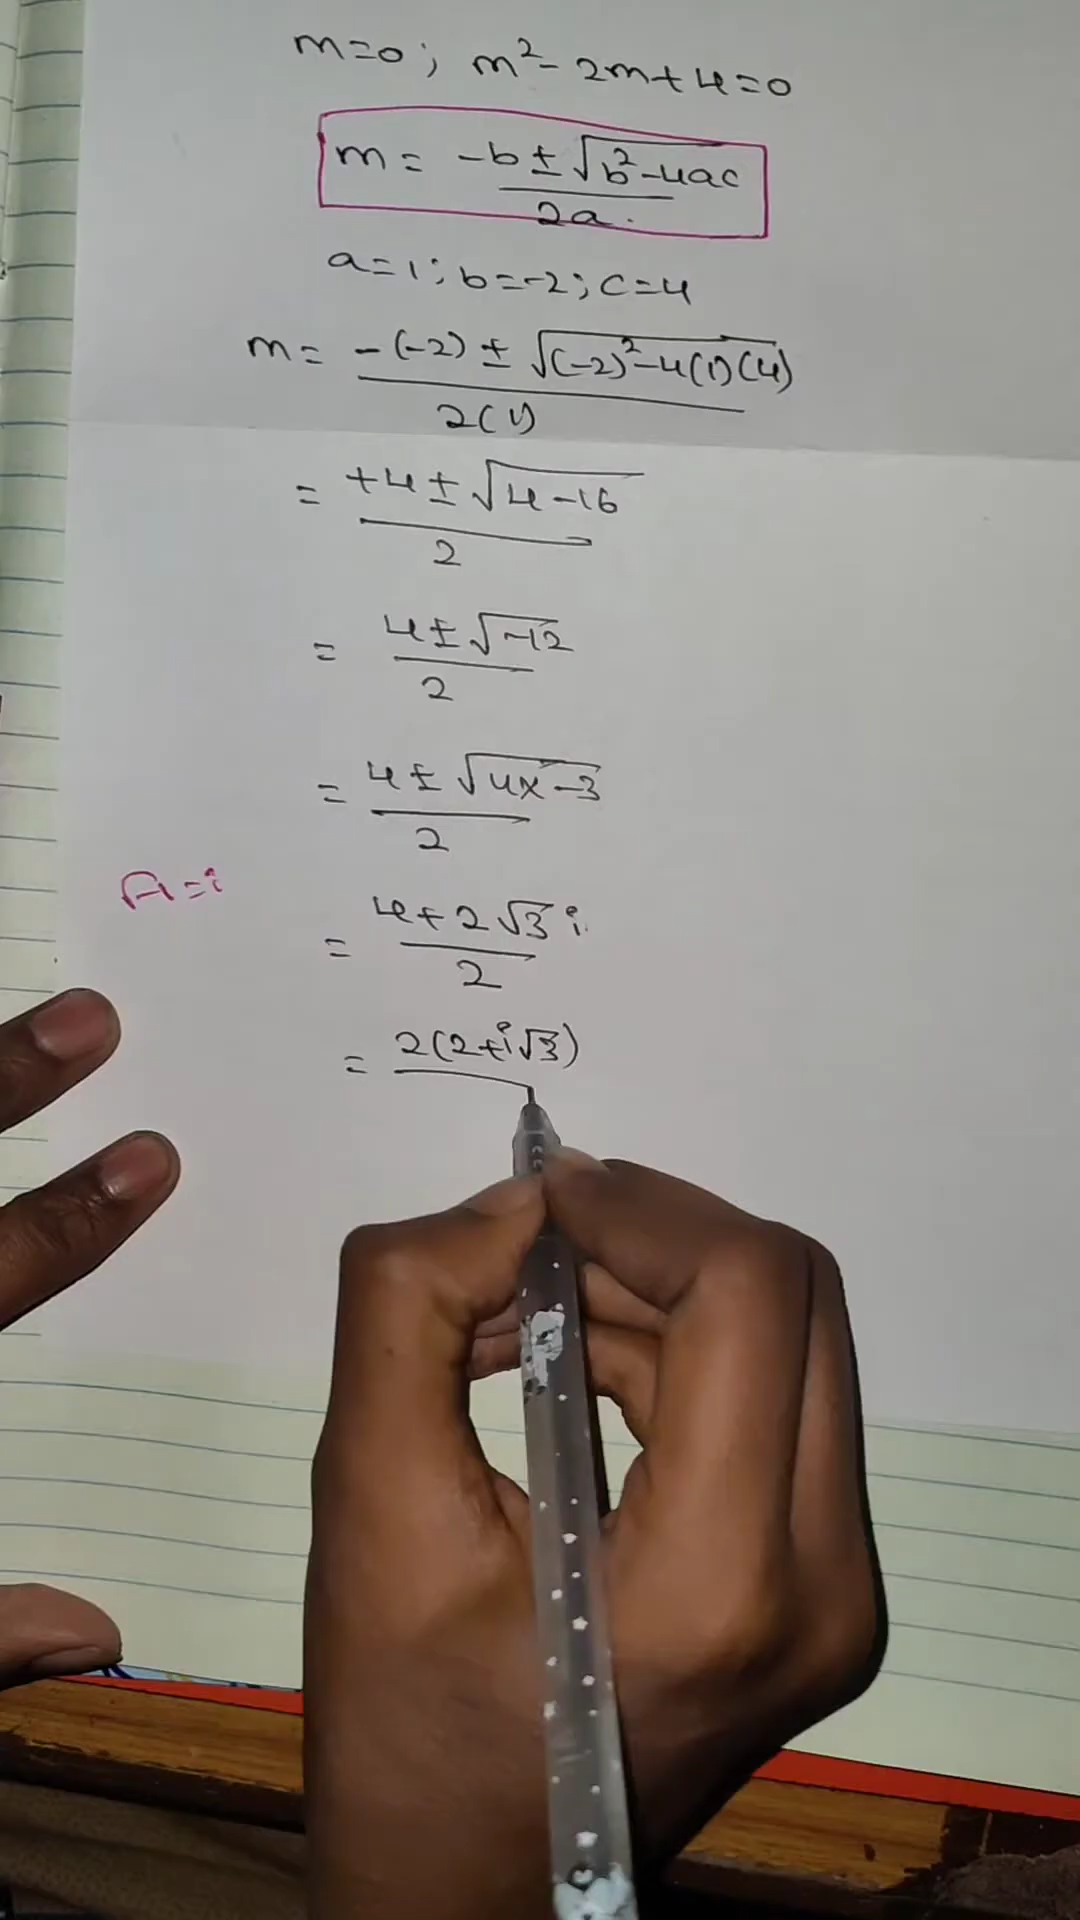 m=0; m²-2m+4=0
m = -b ± √b²-4ac
2a.
a=1; b=-2; c=4
m = -(-2) ± √(-2)²-4(1)(4)
2(1)
= +4 ± √4-16
2
= 4 ± √-12
2
= 4 ± √4x-3
2
√-1=i
= 4+2√3 i
2
= 2(2+i√3)